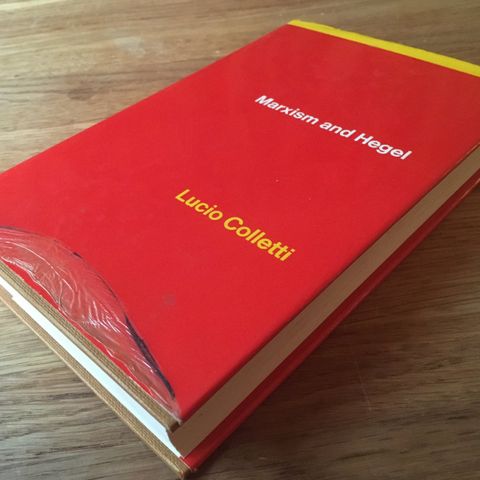 Marxism and Hegel
Lucio Colletti